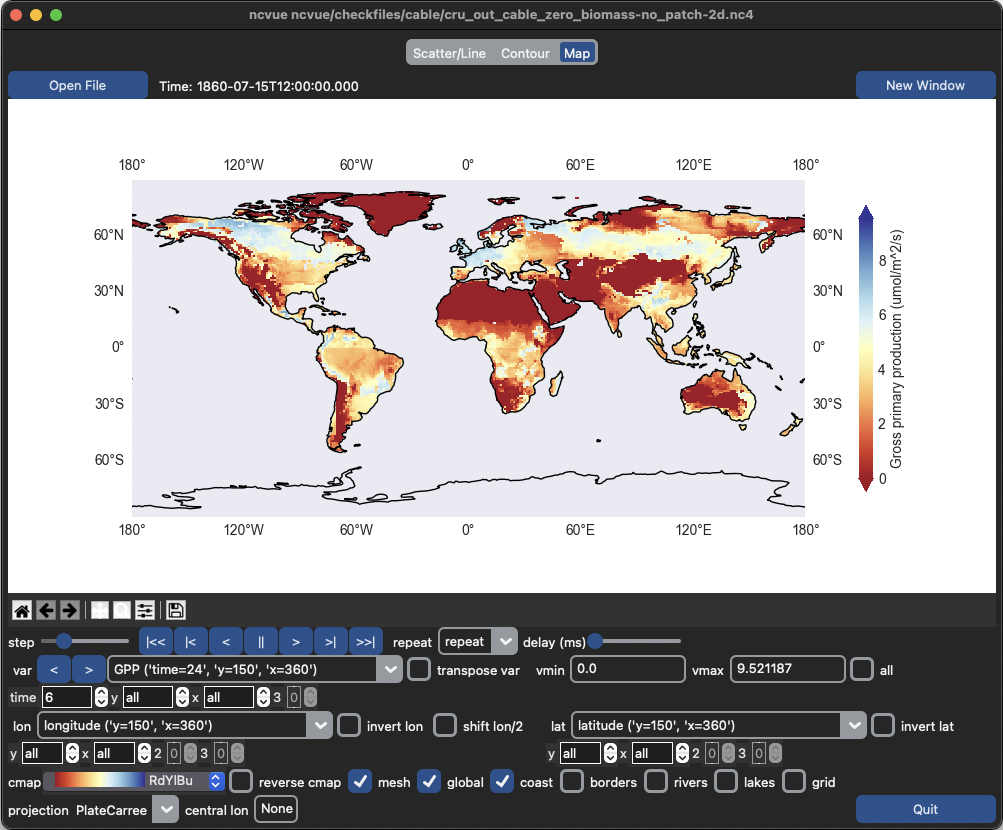 ncvue ncvue/checkfiles/cable/cru_out_cable_zero_biomass-no_patch-2d.nc4
Scatter/Line Contour Map
Open File Time: 1860-07-15T12:00:00.000 New Window
180° 120°W 60°W 0° 60°E 120°E 180°
60°N 60°N
30°N 30°N
0° 0°
30°S 30°S
60°S 60°S
180° 120°W 60°W 0° 60°E 120°E 180°
8
6
4
2
0
Gross primary production (umol/m^2/s)
step |<< |< < || > >| >>| repeat repeat delay (ms)
var < > GPP ('time=24', 'y=150', 'x=360') transpose var vmin 0.0 vmax 9.521187 all
time 6 y all x all 3 0
lon longitude ('y=150', 'x=360') invert lon shift lon/2 lat latitude ('y=150', 'x=360') invert lat
y all x all 2 0 3 0 y all x all 2 0 3 0
cmap RdYlBu reverse cmap mesh global coast borders rivers lakes grid
projection PlateCarree central lon None Quit